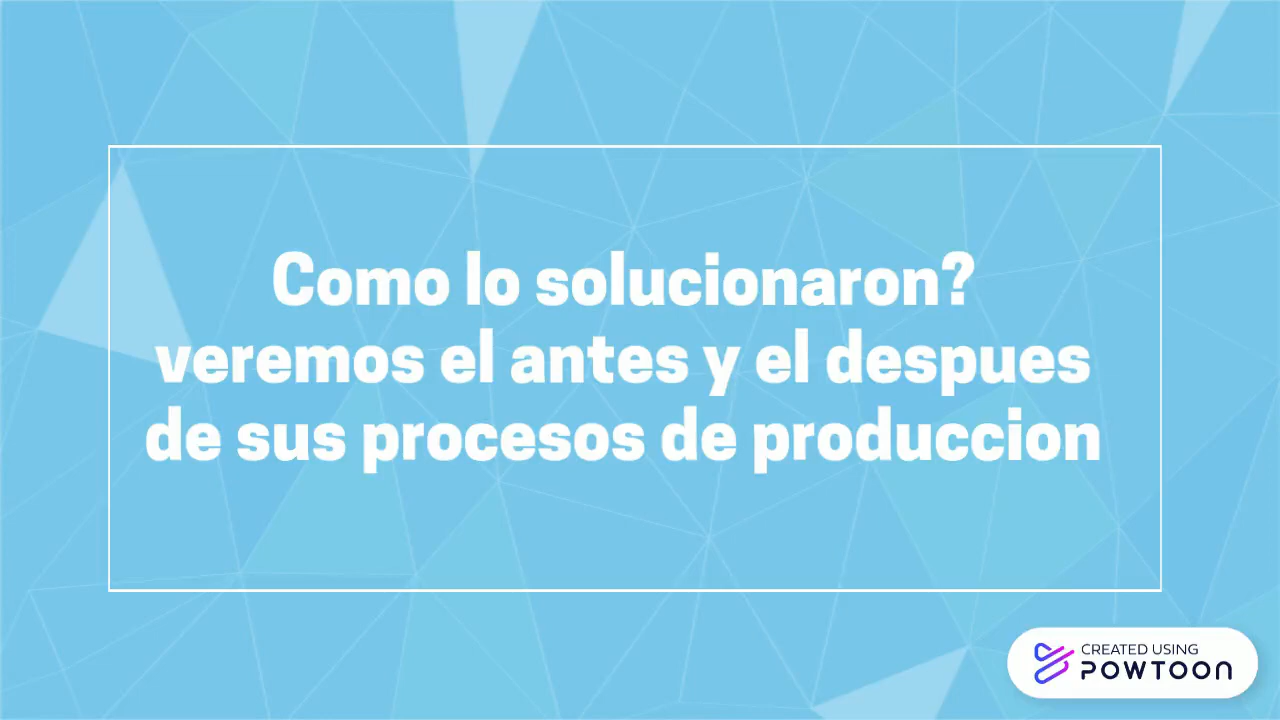 Como lo solucionaron?
veremos el antes y el despues
de sus procesos de produccion
CREATED USING
POWTOON